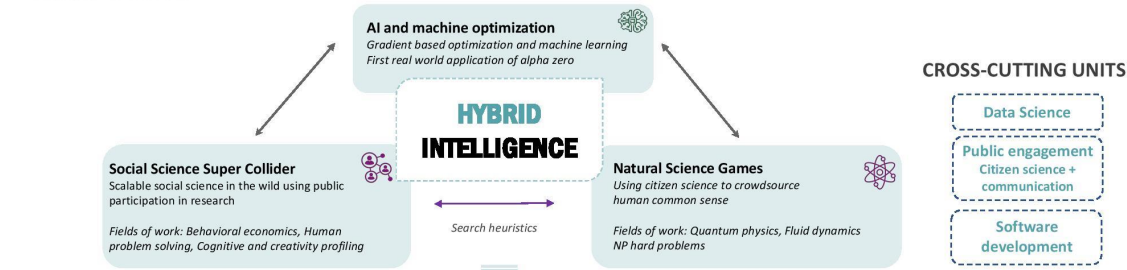 AI and machine optimization
Gradient based optimization and machine learning
First real world application of alpha zero
HYBRID
INTELLIGENCE
Social Science Super Collider
Scalable social science in the wild using public
participation in research
Fields of work: Behavioral economics, Human
problem solving, Cognitive and creativity profiling
Search heuristics
Natural Science Games
Using citizen science to crowdsource
human common sense
Fields of work: Quantum physics, Fluid dynamics
NP hard problems
CROSS-CUTTING UNITS
Data Science
Public engagement
Citizen science +
communication
Software
development